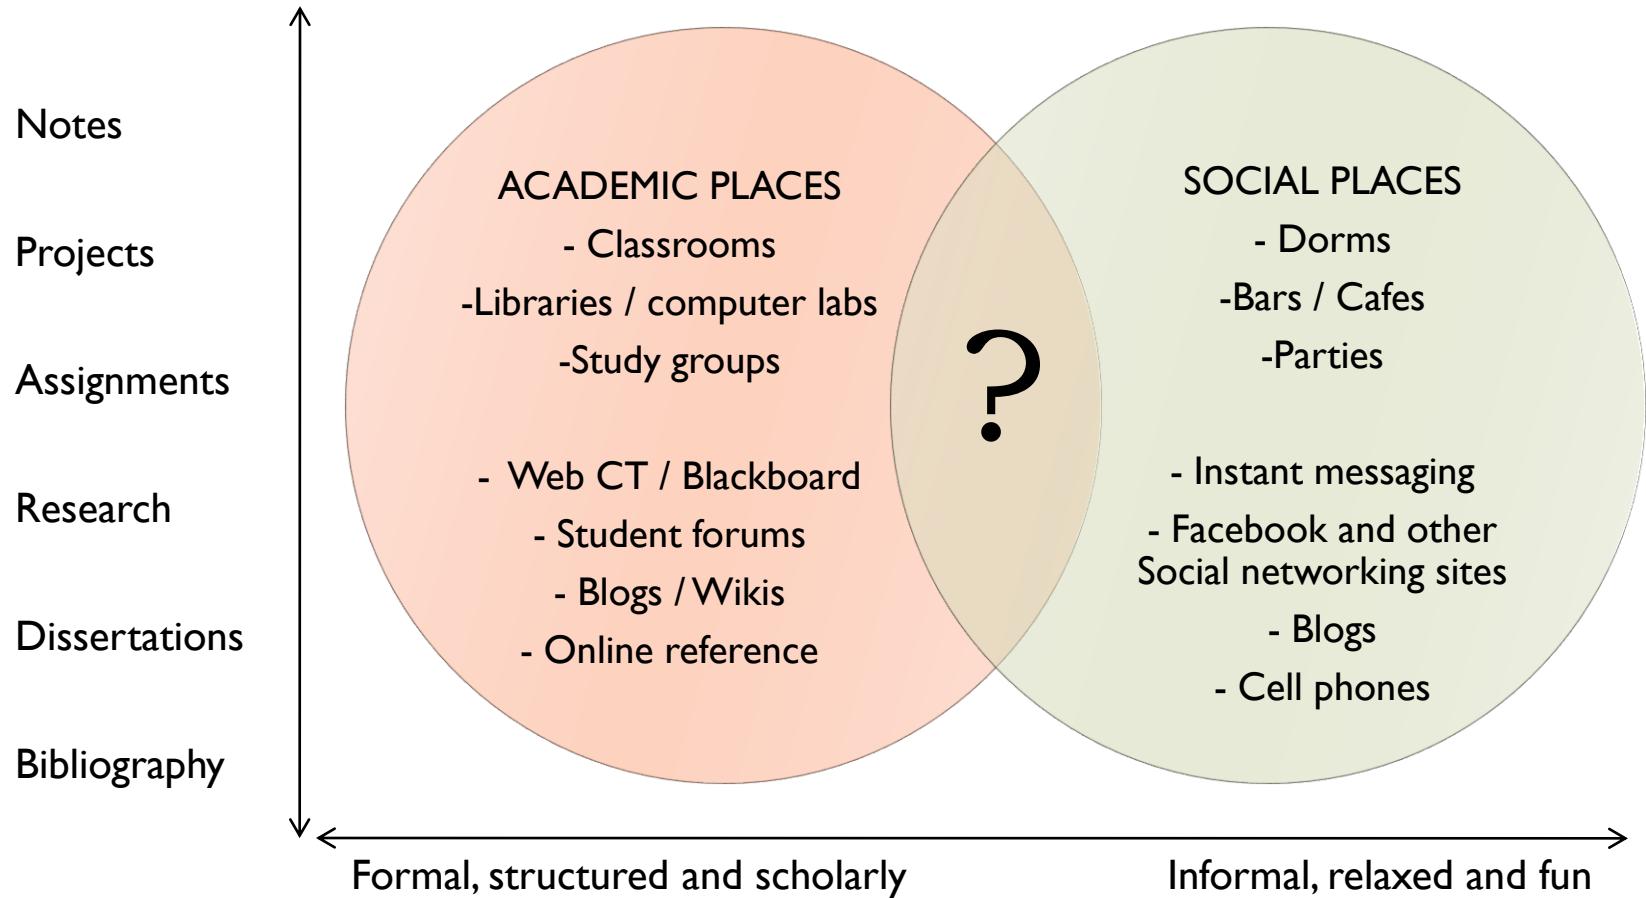 Notes
Projects
Assignments
Research
Dissertations
Bibliography
ACADEMIC PLACES
- Classrooms
-Libraries / computer labs
-Study groups
- Web CT / Blackboard
- Student forums
- Blogs / Wikis
- Online reference
?
SOCIAL PLACES
- Dorms
-Bars / Cafes
-Parties
- Instant messaging
- Facebook and other
Social networking sites
- Blogs
- Cell phones
Formal, structured and scholarly
Informal, relaxed and fun